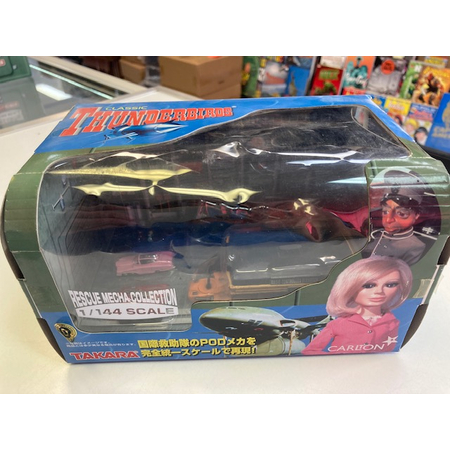 CLASSIC
THUNDERBIRDS
RESCUE MECHA COLLECTION
1/144 SCALE
TAKARA
国際救助隊のPODメカを
完全統一スケールで再現!
CARLTON